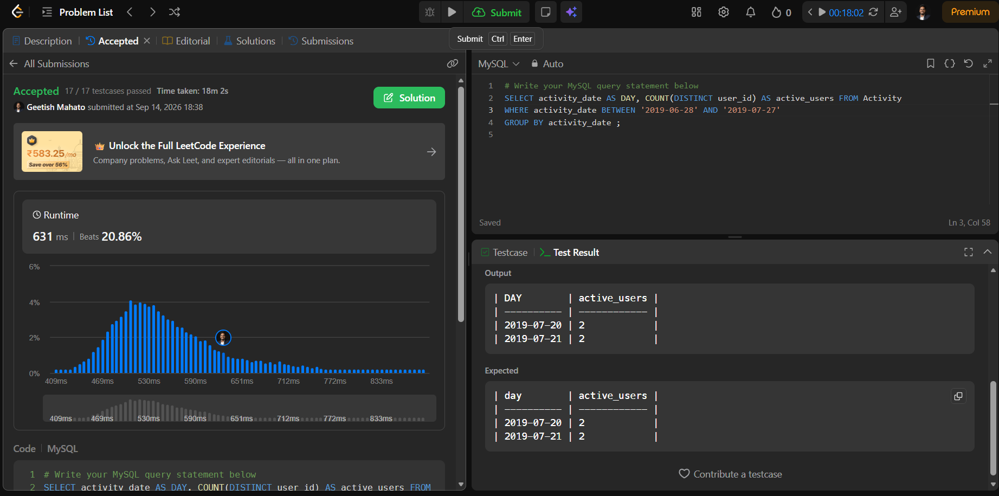 Problem List
Submit
0
00:18:02
Premium
Description
Accepted
Editorial
Solutions
Submissions
Submit Ctrl Enter
All Submissions
Accepted 17 / 17 testcases passed Time taken: 18m 2s
Geetish Mahato submitted at Sep 14, 2026 18:38
Solution
₹583.25/mo
Save over 56%
Unlock the Full LeetCode Experience
Company problems, Ask Leet, and expert editorials — all in one plan.
Runtime
631 ms Beats 20.86%
6%
4%
2%
0%
409ms 469ms 530ms 590ms 651ms 712ms 772ms 833ms
409ms 469ms 530ms 590ms 651ms 712ms 772ms 833ms
Code MySQL
1 # Write your MySQL query statement below
2 SELECT activity_date AS DAY, COUNT(DISTINCT user_id) AS active_users FROM
MySQL Auto
1 # Write your MySQL query statement below
2 SELECT activity_date AS DAY, COUNT(DISTINCT user_id) AS active_users FROM Activity
3 WHERE activity_date BETWEEN '2019-06-28' AND '2019-07-27'
4 GROUP BY activity_date ;
5
Saved
Ln 3, Col 58
Testcase
>_ Test Result
Output
| DAY | active_users |
| ---------- | ------------ |
| 2019-07-20 | 2 |
| 2019-07-21 | 2 |
Expected
| day | active_users |
| ---------- | ------------ |
| 2019-07-20 | 2 |
| 2019-07-21 | 2 |
Contribute a testcase